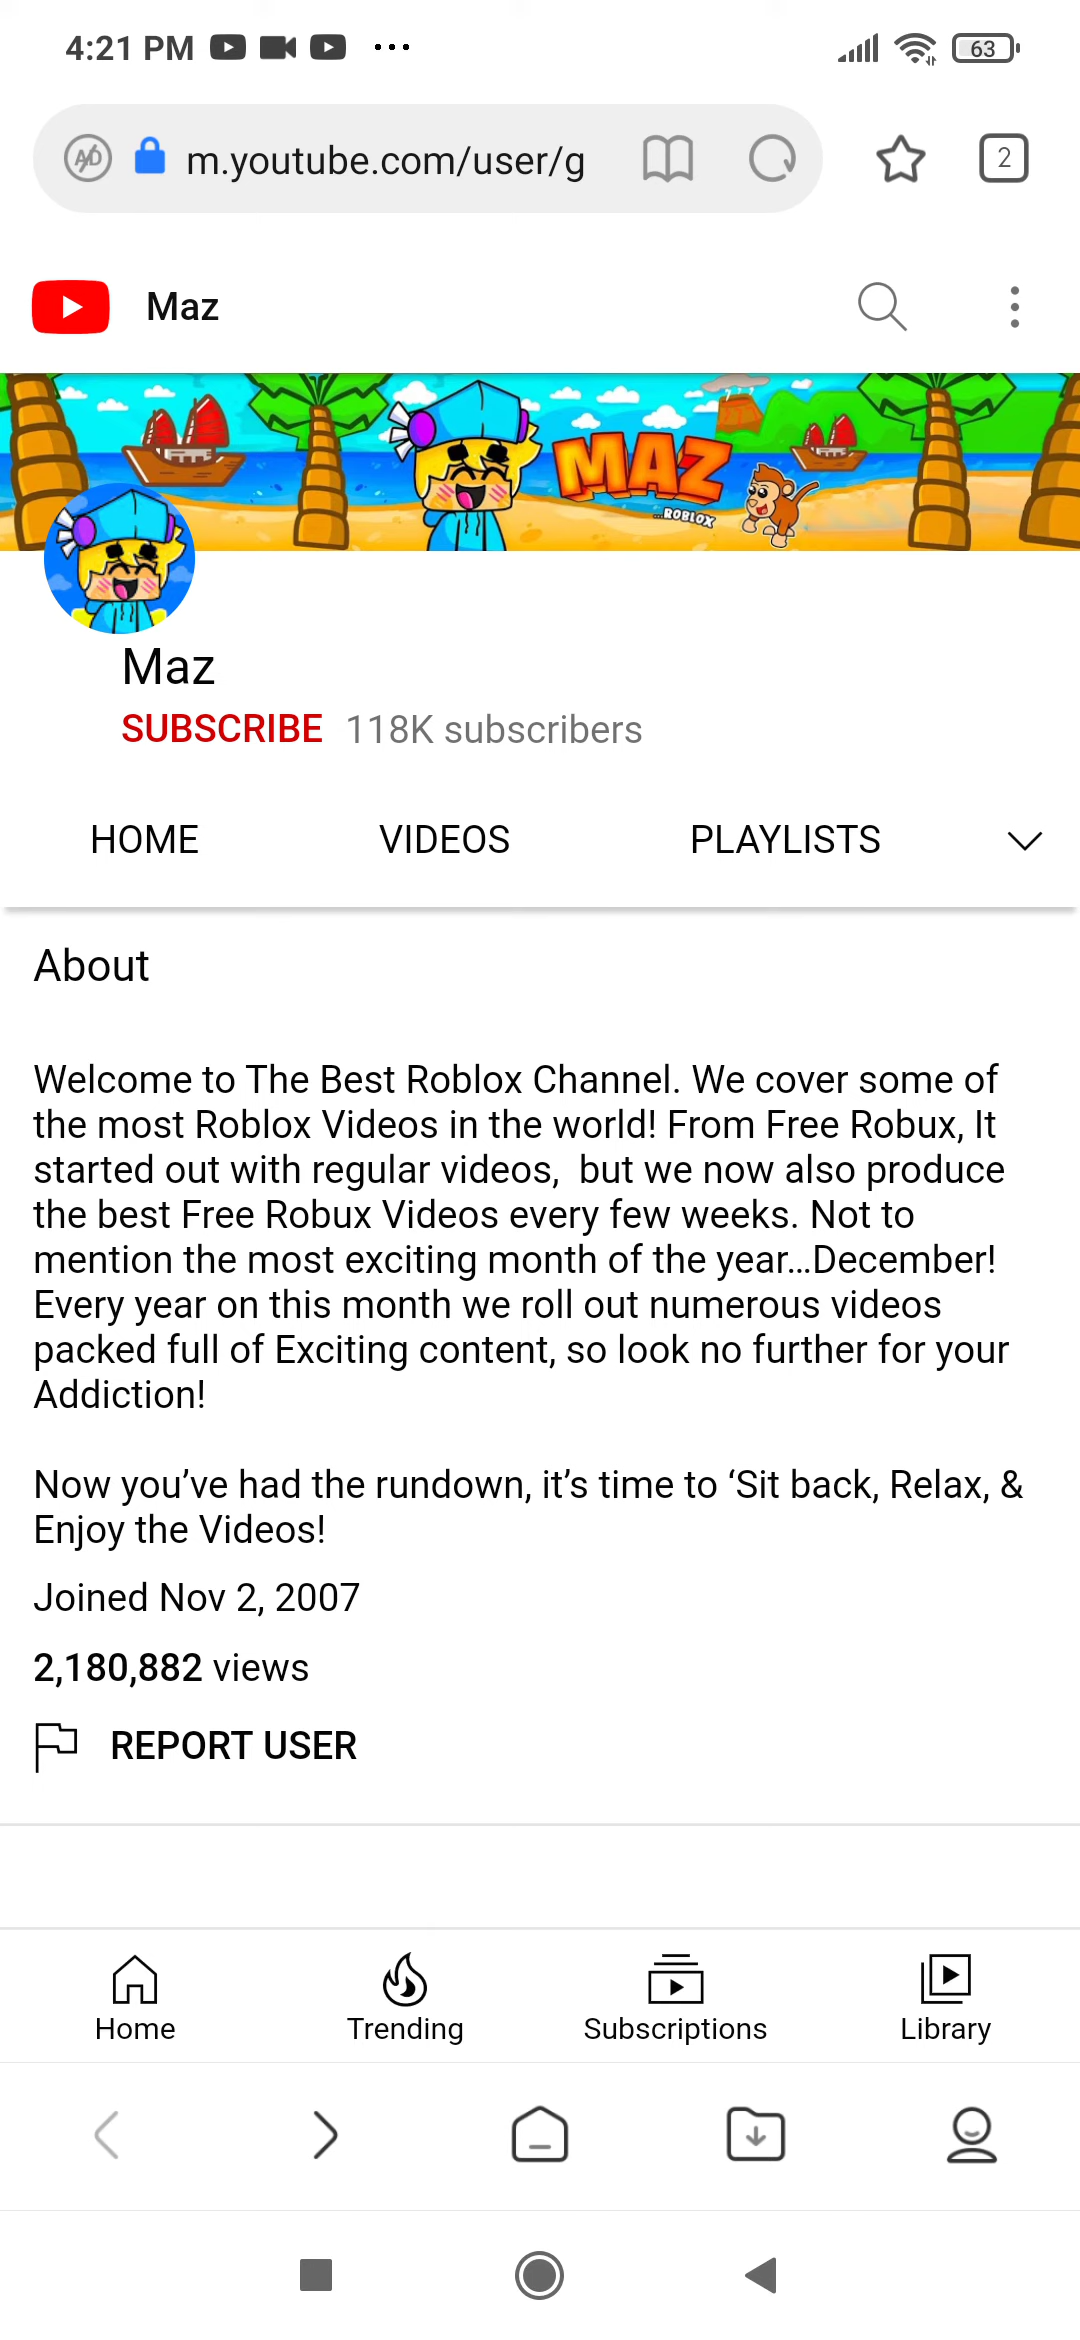 4:21 PM
63
AD
m.youtube.com/user/g
2
Maz
MAZ
...ROBLOX
Maz
SUBSCRIBE 118K subscribers
HOME VIDEOS PLAYLISTS
About
Welcome to The Best Roblox Channel. We cover some of
the most Roblox Videos in the world! From Free Robux, It
started out with regular videos,  but we now also produce
the best Free Robux Videos every few weeks. Not to
mention the most exciting month of the year…December!
Every year on this month we roll out numerous videos
packed full of Exciting content, so look no further for your
Addiction!
Now you’ve had the rundown, it’s time to ‘Sit back, Relax, &
Enjoy the Videos!
Joined Nov 2, 2007
2,180,882 views
REPORT USER
Home Trending Subscriptions Library